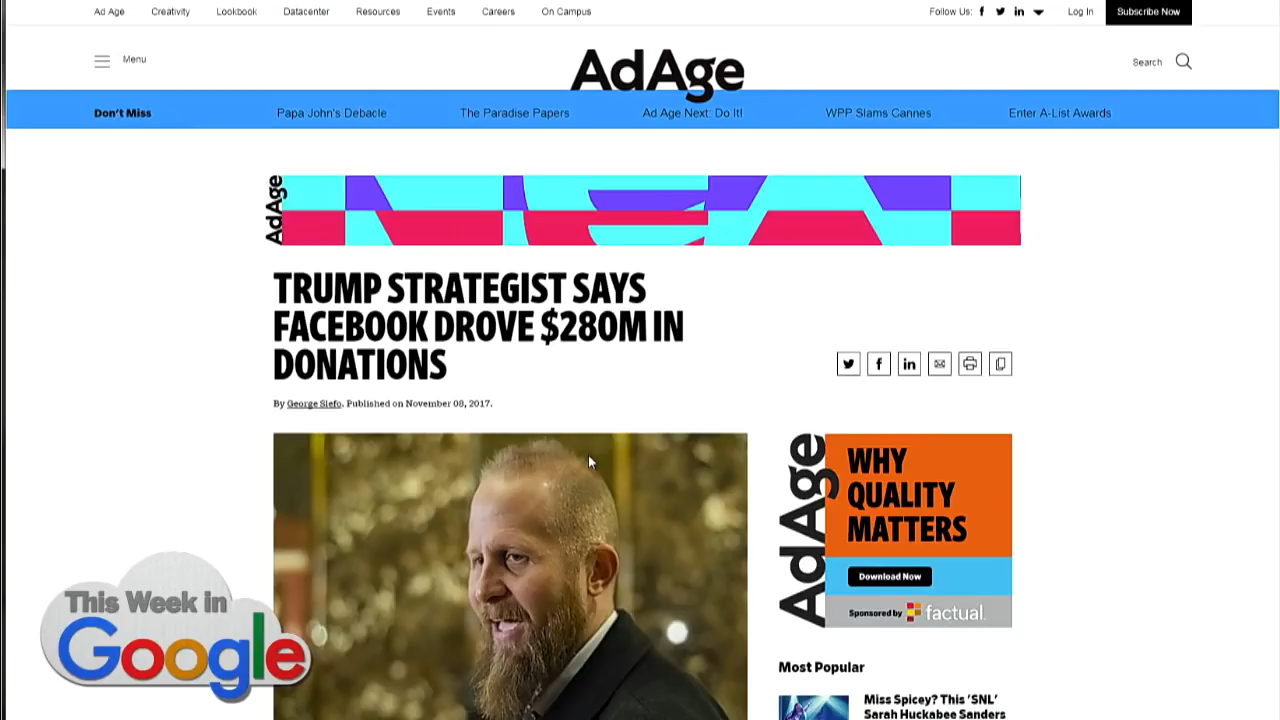 Ad Age Creativity Lookbook Datacenter Resources Events Careers On Campus Follow Us: Log In Subscribe Now
Menu
AdAge
Search
Don't Miss Papa John's Debacle The Paradise Papers Ad Age Next: Do It! WPP Slams Cannes Enter A-List Awards
AdAge
TRUMP STRATEGIST SAYS
FACEBOOK DROVE $280M IN
DONATIONS
By George Slefo. Published on November 08, 2017.
AdAge
WHY
QUALITY
MATTERS
Download Now
Sponsored by factual.
Most Popular
Miss Spicey? This 'SNL'
Sarah Huckabee Sanders
This Week in
Google